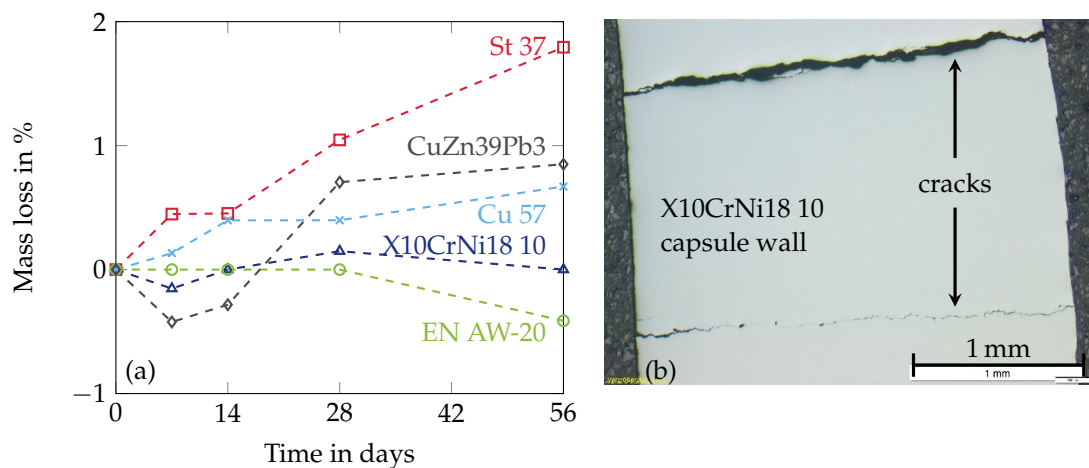 2
1
0
−1
Mass loss in %
St 37
CuZn39Pb3
Cu 57
X10CrNi18 10
EN AW-20
(a)
0 14 28 42 56
Time in days
cracks
X10CrNi18 10
capsule wall
(b)
1 mm
1 mm